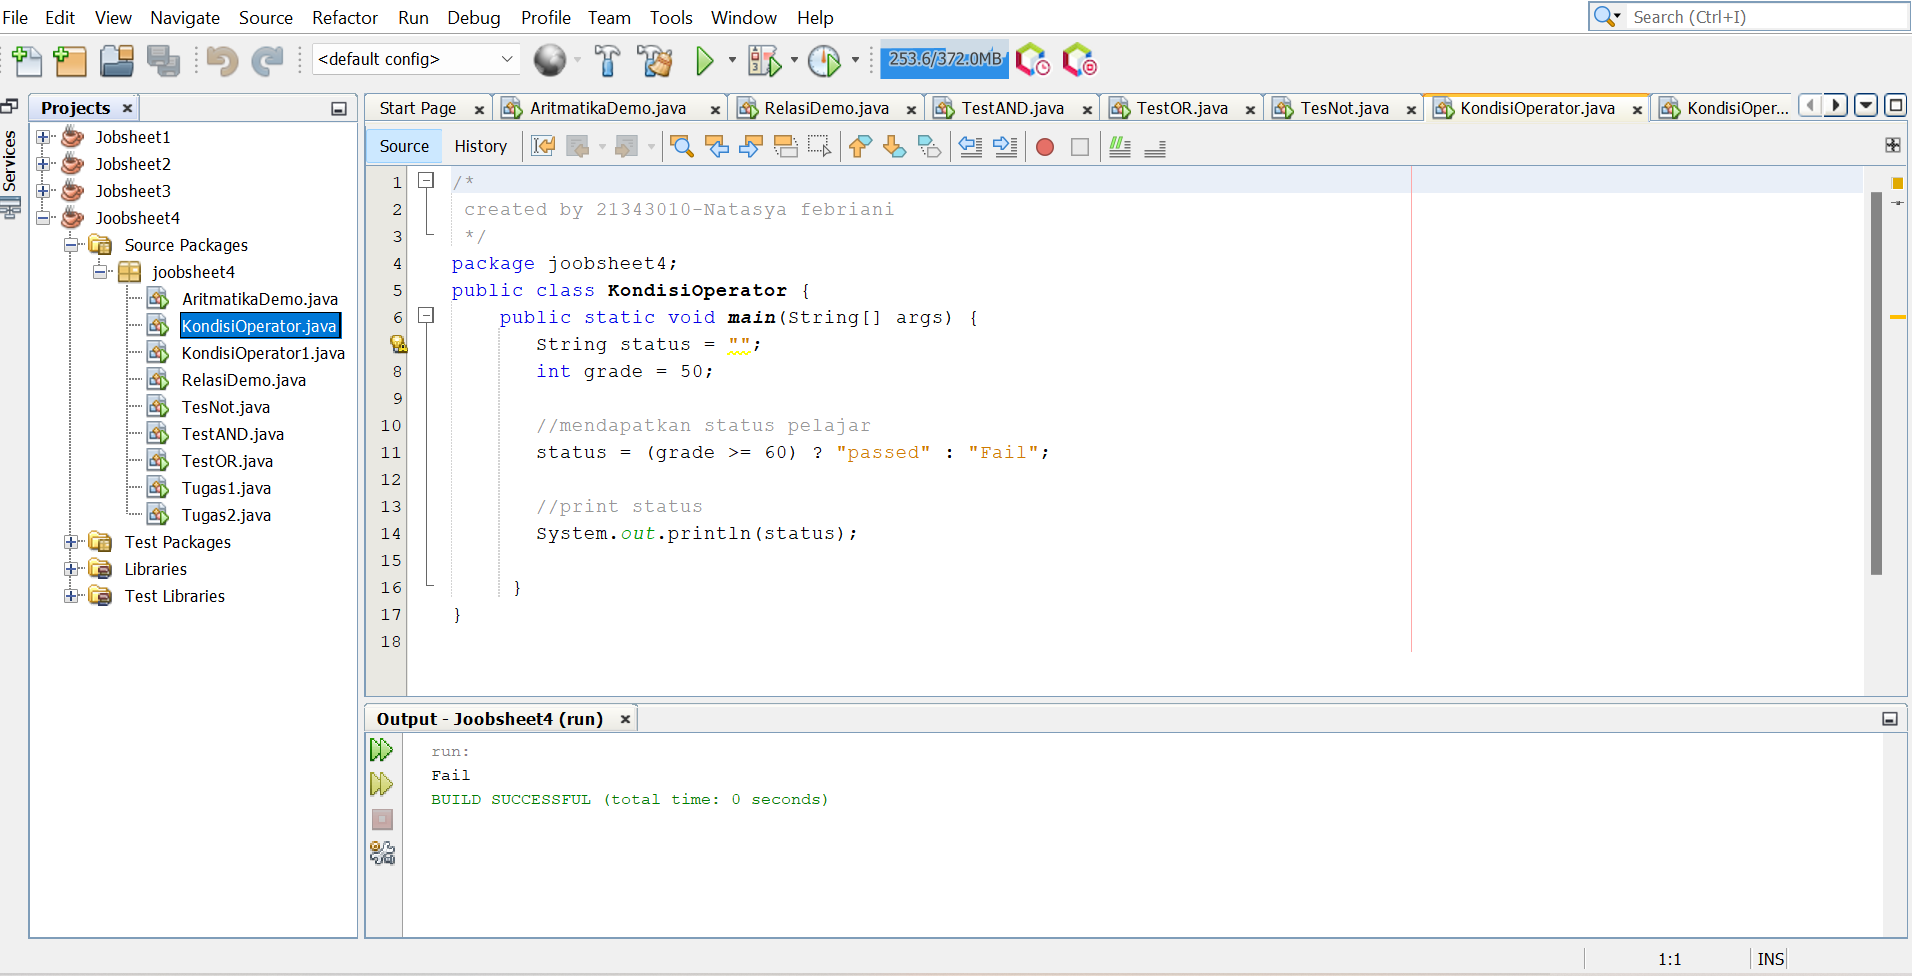 File Edit View Navigate Source Refactor Run Debug Profile Team Tools Window Help
Search (Ctrl+I)
<default config>
253.6/372.0MB
Services
Projects
Jobsheet1
Jobsheet2
Jobsheet3
Joobsheet4
Source Packages
joobsheet4
AritmatikaDemo.java
KondisiOperator.java
KondisiOperator1.java
RelasiDemo.java
TesNot.java
TestAND.java
TestOR.java
Tugas1.java
Tugas2.java
Test Packages
Libraries
Test Libraries
Start Page AritmatikaDemo.java RelasiDemo.java TestAND.java TestOR.java TesNot.java KondisiOperator.java KondisiOper...
Source History
1 /*
2 created by 21343010-Natasya febriani
3 */
4 package joobsheet4;
5 public class KondisiOperator {
6 public static void main(String[] args) {
String status = "";
8 int grade = 50;
9
10 //mendapatkan status pelajar
11 status = (grade >= 60) ? "passed" : "Fail";
12
13 //print status
14 System.out.println(status);
15
16 }
17 }
18
Output - Joobsheet4 (run)
run:
Fail
BUILD SUCCESSFUL (total time: 0 seconds)
1:1 INS